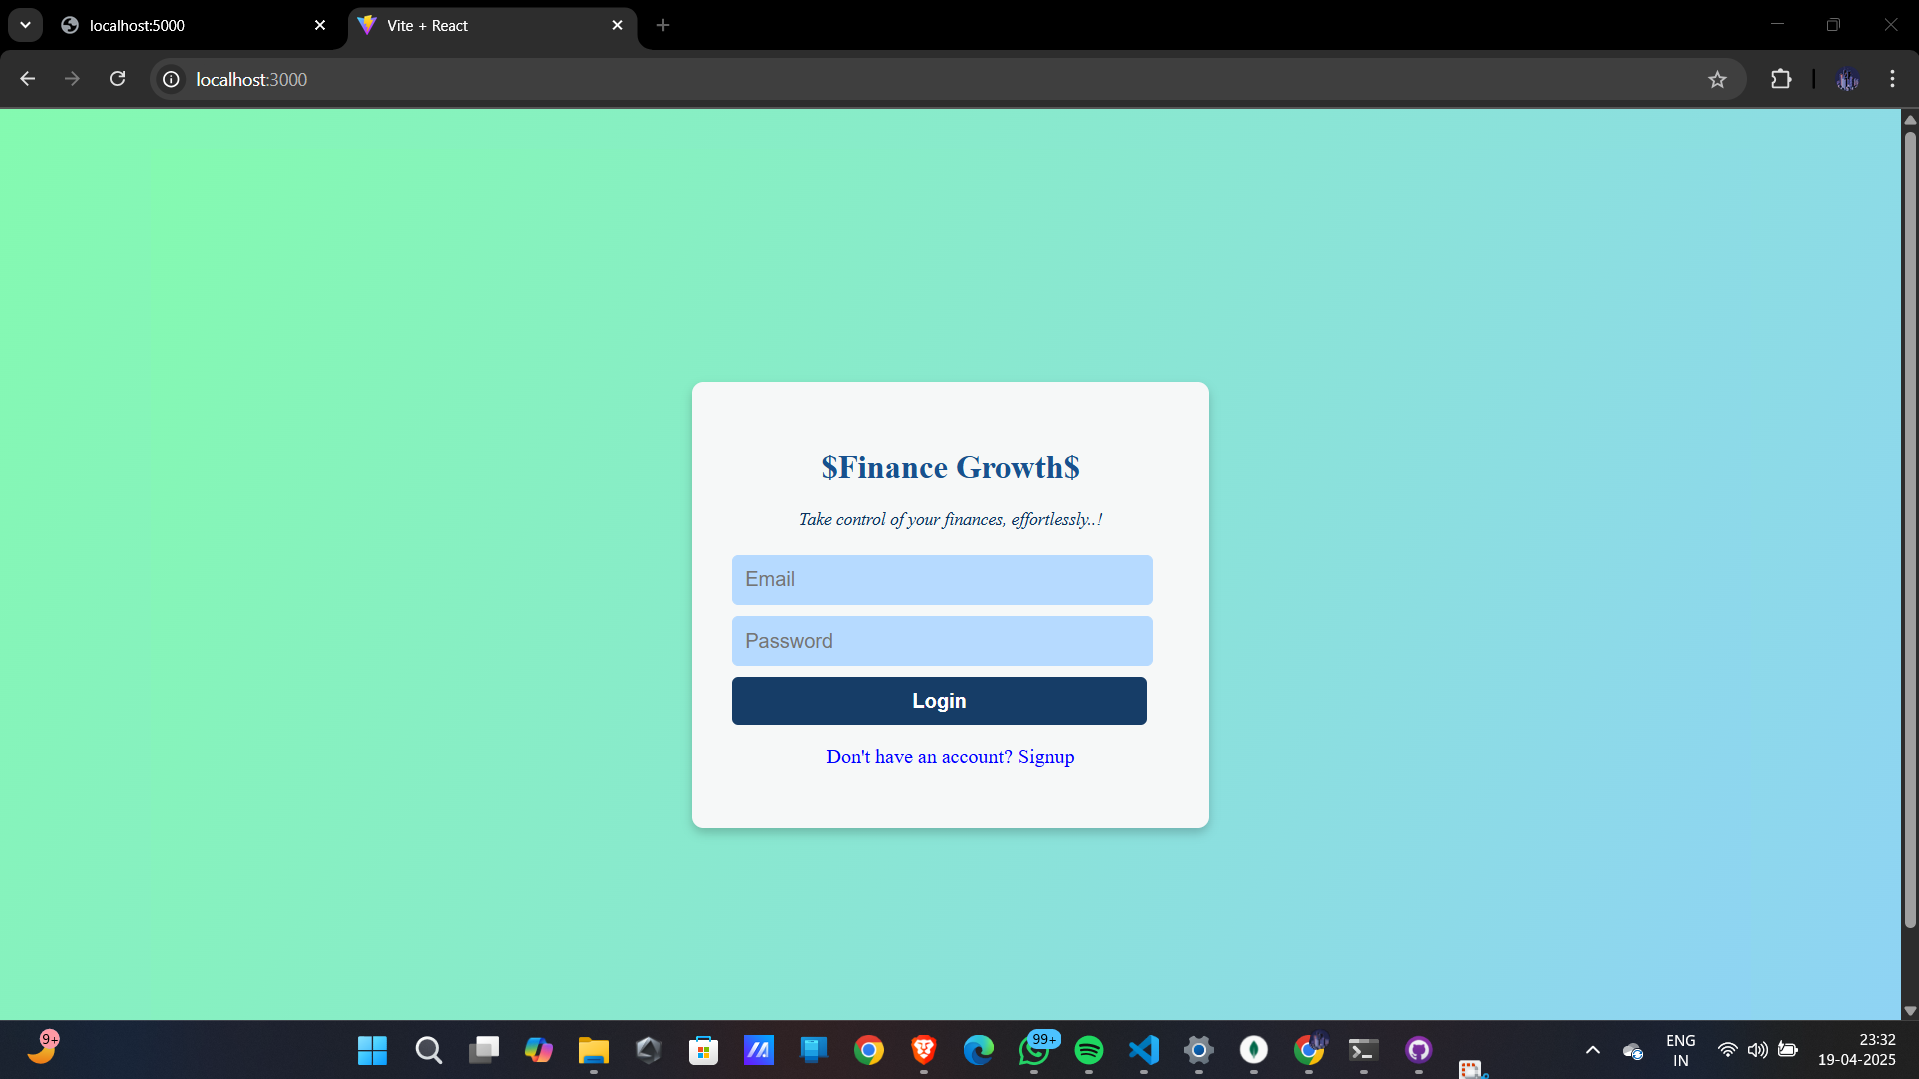 localhost:5000
Vite + React
localhost:3000
$Finance Growth$
Take control of your finances, effortlessly..!
Email
Password
Login
Don't have an account? Signup
9+
99+
ENG
IN
23:32
19-04-2025